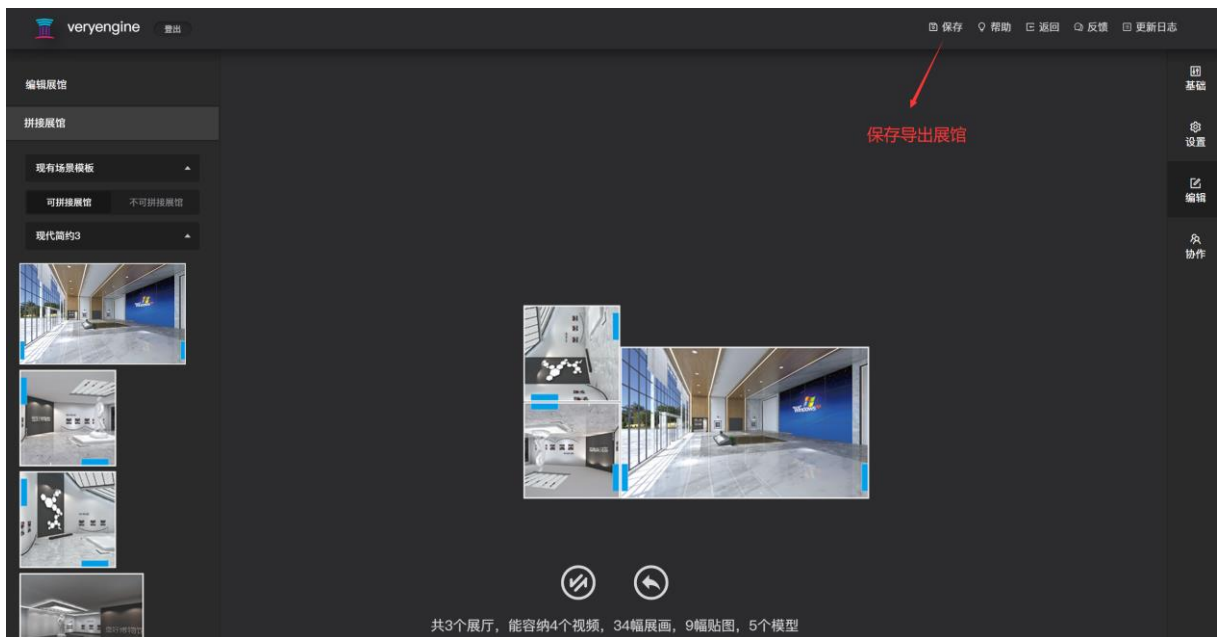 veryengine 登出 保存 帮助 返回 反馈 更新日志
编辑展馆
拼接展馆
现有场景模板
可拼接展馆 不可拼接展馆
现代简约3
保存导出展馆
基础
设置
编辑
协作
共3个展厅，能容纳4个视频，34幅展画，9幅贴图，5个模型